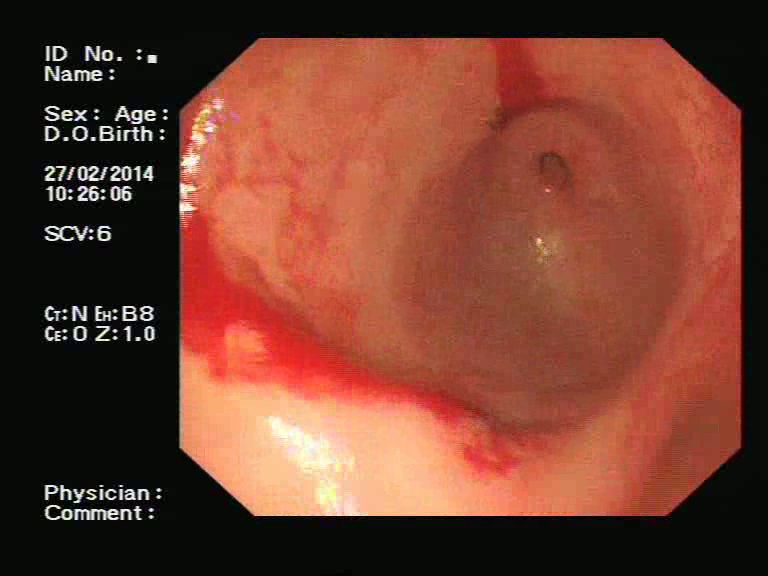 ID No. :
Name:
Sex: Age:
D.O.Birth:
27/02/2014
10:26:06
SCV:6
CT:N EH:B8
CE:0 Z:1.0
Physician:
Comment: